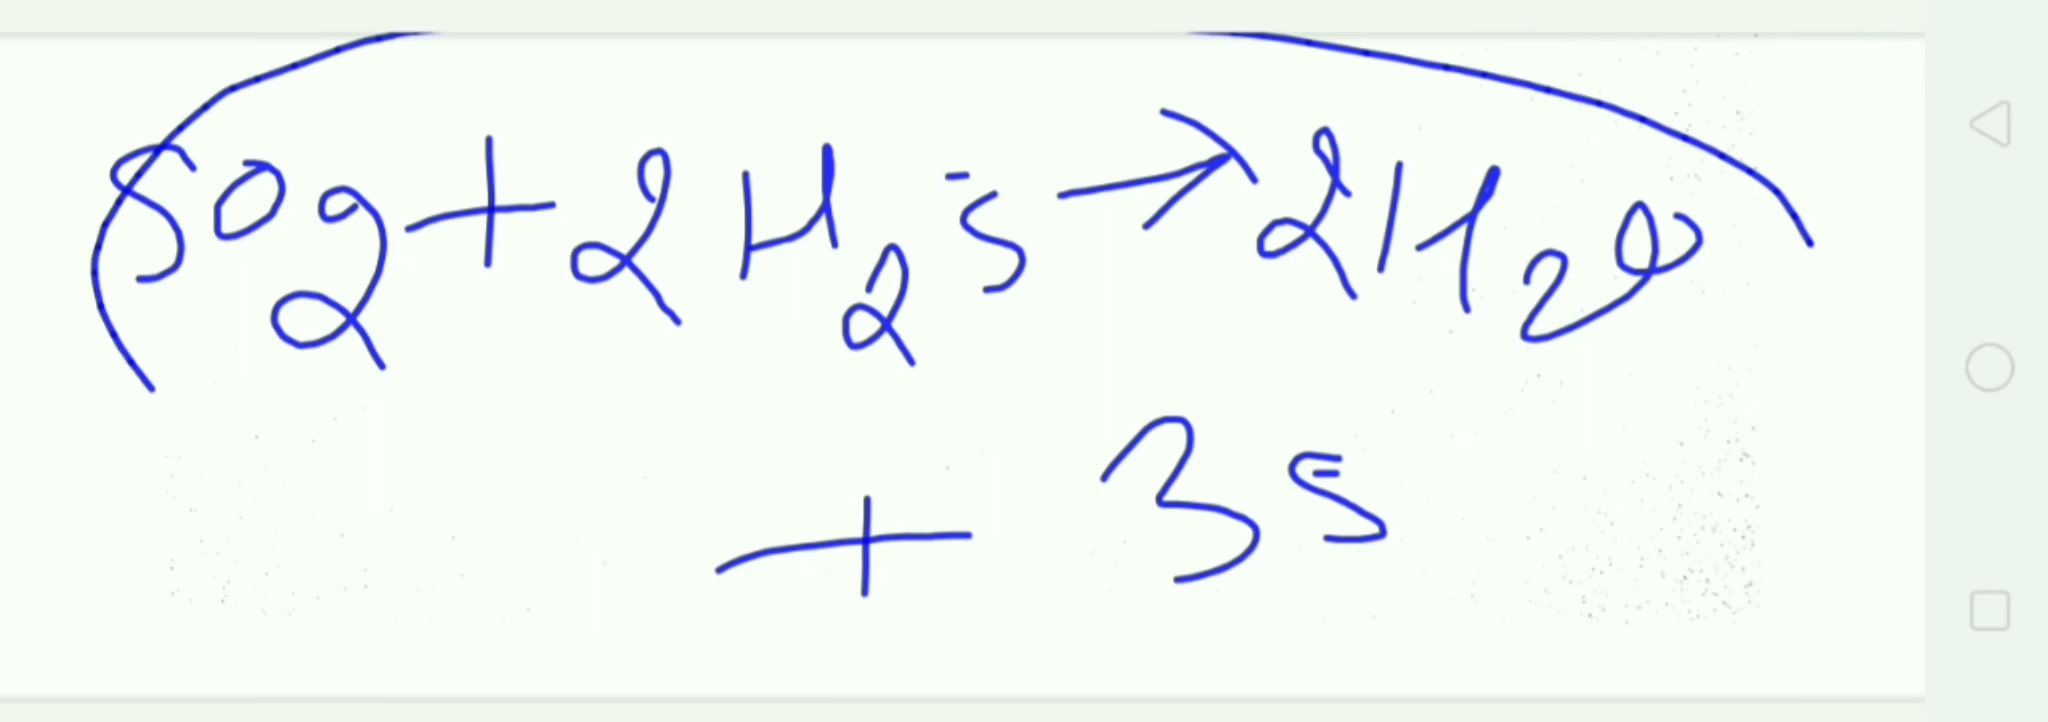 SO2 + 2H2S → 2H2O
+ 3S